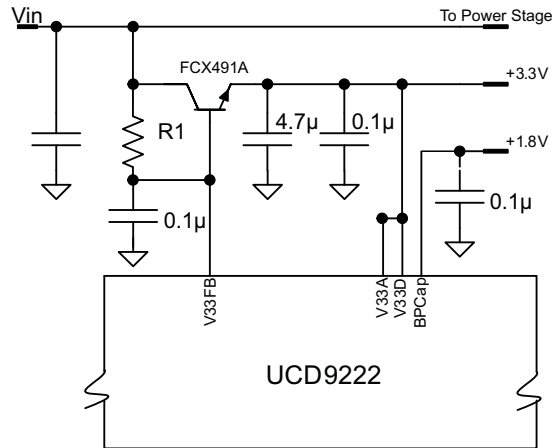 Vin
To Power Stage
FCX491A
+3.3V
R1
4.7µ
0.1µ
+1.8V
0.1µ
0.1µ
V33FB
V33A
V33D
BPCap
UCD9222